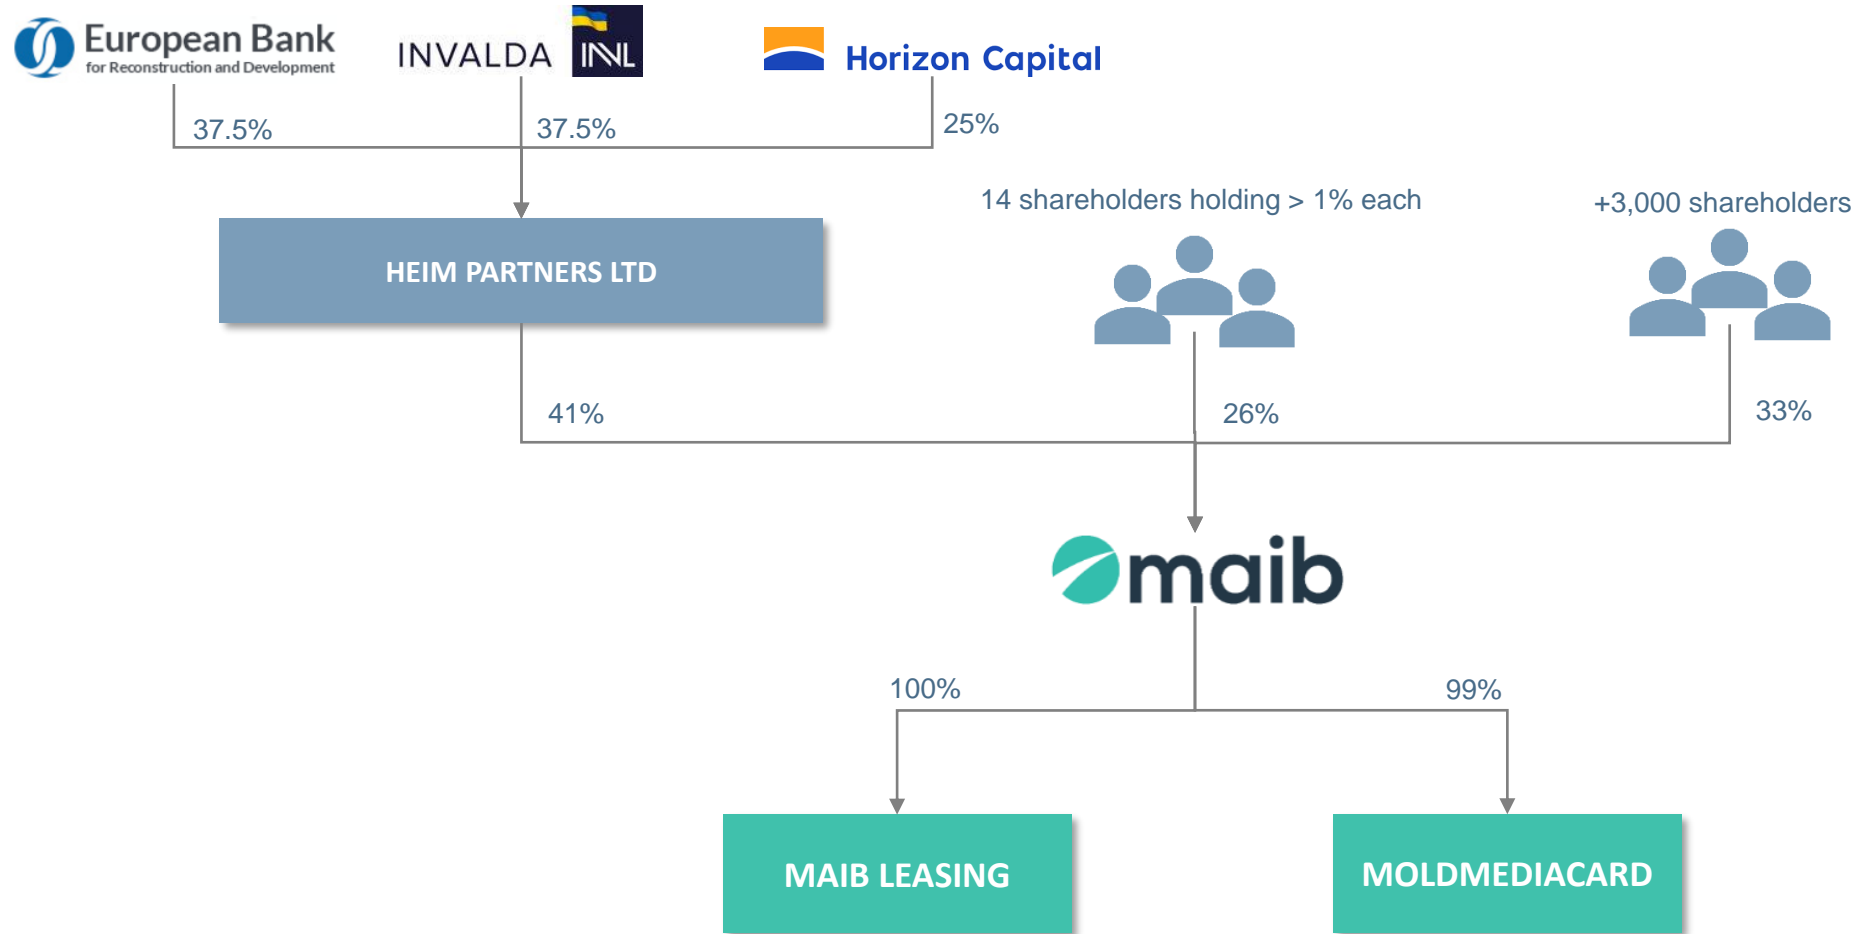 European Bank
for Reconstruction and Development
INVALDA INVL
Horizon Capital
37.5%
37.5%
25%
14 shareholders holding > 1% each
+3,000 shareholders
HEIM PARTNERS LTD
41%
26%
33%
maib
100%
99%
MAIB LEASING
MOLDMEDIACARD